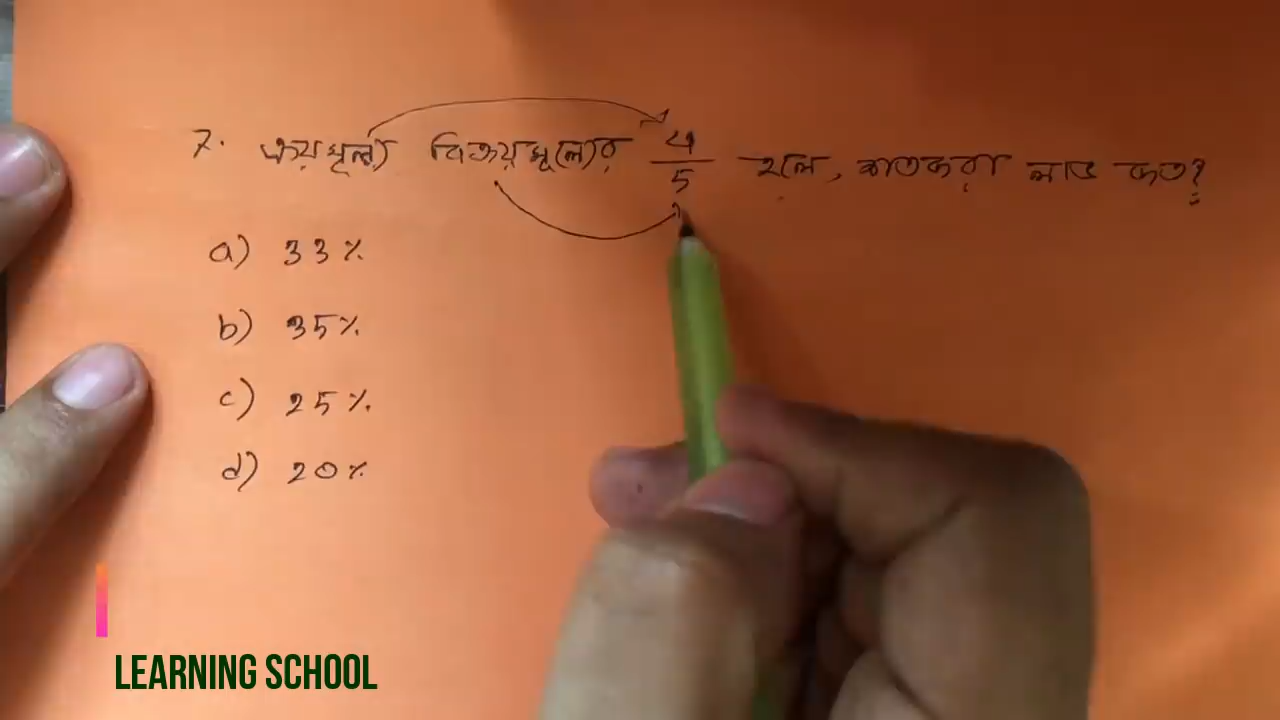 7. ক্রয়মূল্য বিক্রয়মূল্যের 4/5 হলে, শতকরা লাভ কত?
a) 33%
b) 35%
c) 25%
d) 20%
LEARNING SCHOOL